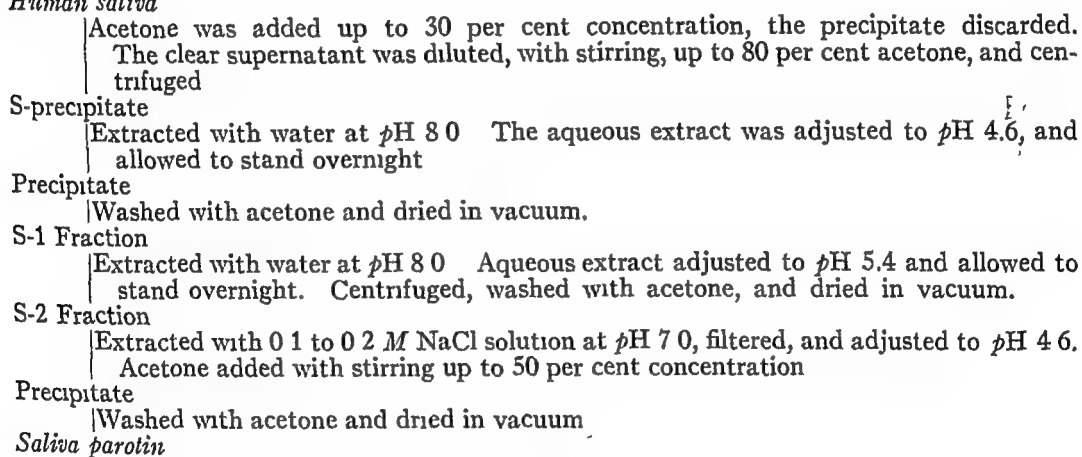 Human saliva
Acetone was added up to 30 per cent concentration, the precipitate discarded.
The clear supernatant was diluted, with stirring, up to 80 per cent acetone, and cen-
trifuged
S-precipitate
Extracted with water at pH 8 0 The aqueous extract was adjusted to pH 4.6, and
allowed to stand overnight
Precipitate
Washed with acetone and dried in vacuum.
S-1 Fraction
Extracted with water at pH 8 0 Aqueous extract adjusted to pH 5.4 and allowed to
stand overnight. Centrifuged, washed with acetone, and dried in vacuum.
S-2 Fraction
Extracted with 0 1 to 0 2 M NaCl solution at pH 7 0, filtered, and adjusted to pH 4 6.
Acetone added with stirring up to 50 per cent concentration
Precipitate
Washed with acetone and dried in vacuum
Saliva parotin